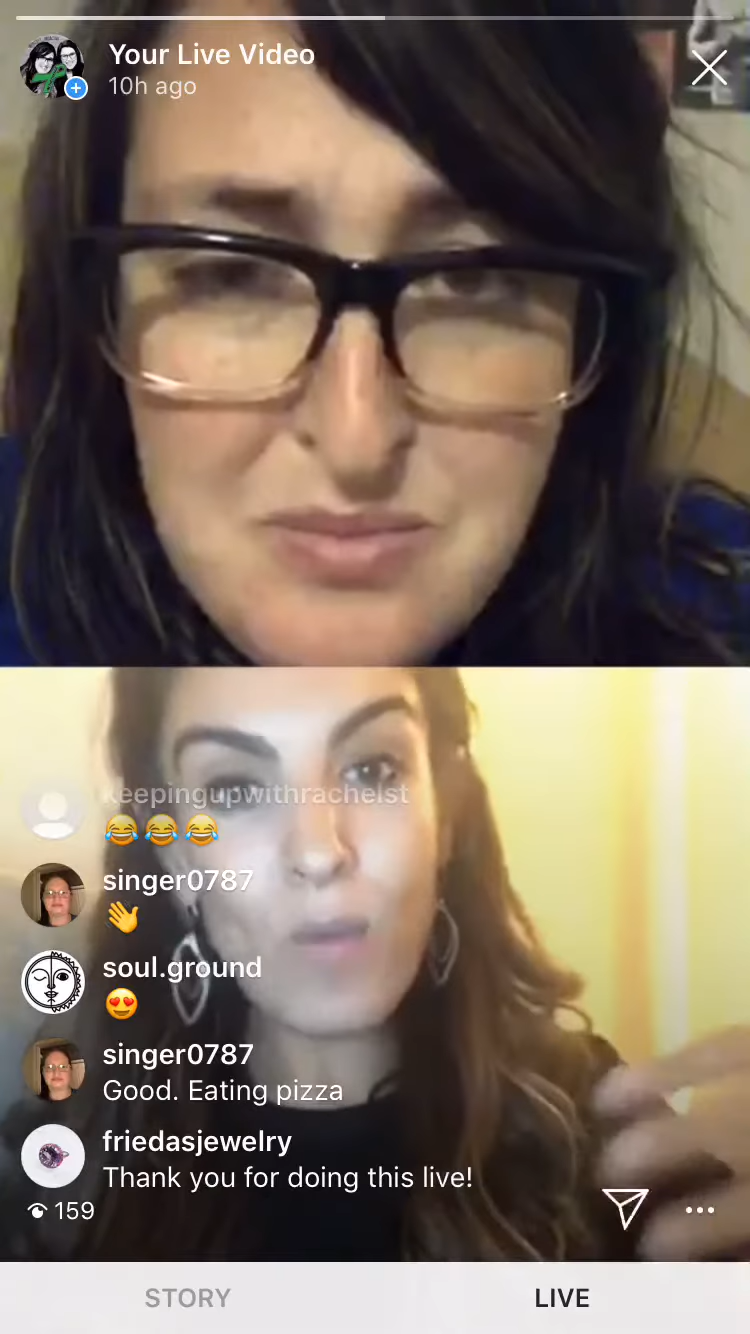 Your Live Video
10h ago
keepingupwithrachelst
😂😂😂
singer0787
👋
soul.ground
😍
singer0787
Good. Eating pizza
friedasjewelry
Thank you for doing this live!
159
STORY
LIVE